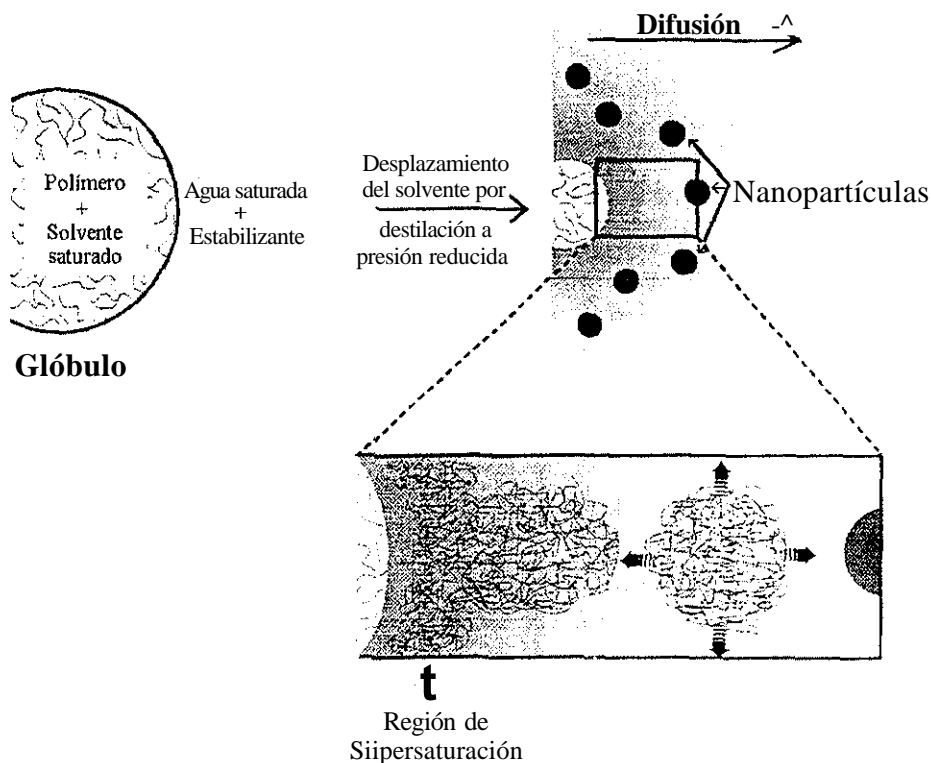 Difusión -^
Polímero
+
Solvente
saturado
Agua saturada
+
Estabilizante
Glóbulo
Desplazamiento
del solvente por
destilación a
presión reducida
Nanopartículas
t
Región de
Siipersaturación